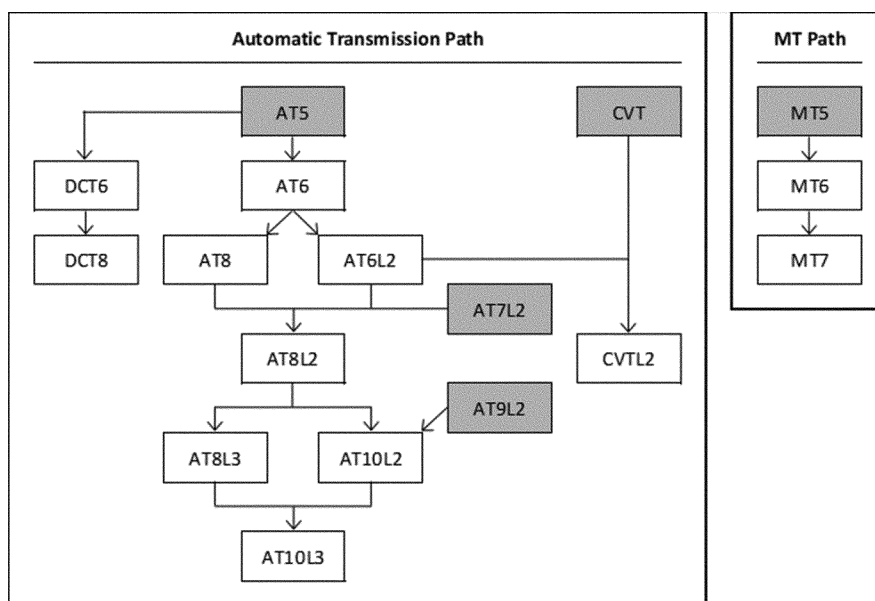 Automatic Transmission Path
MT Path
AT5
CVT
MT5
DCT6
AT6
MT6
DCT8
AT8
AT6L2
MT7
AT7L2
AT8L2
CVTL2
AT9L2
AT8L3
AT10L2
AT10L3